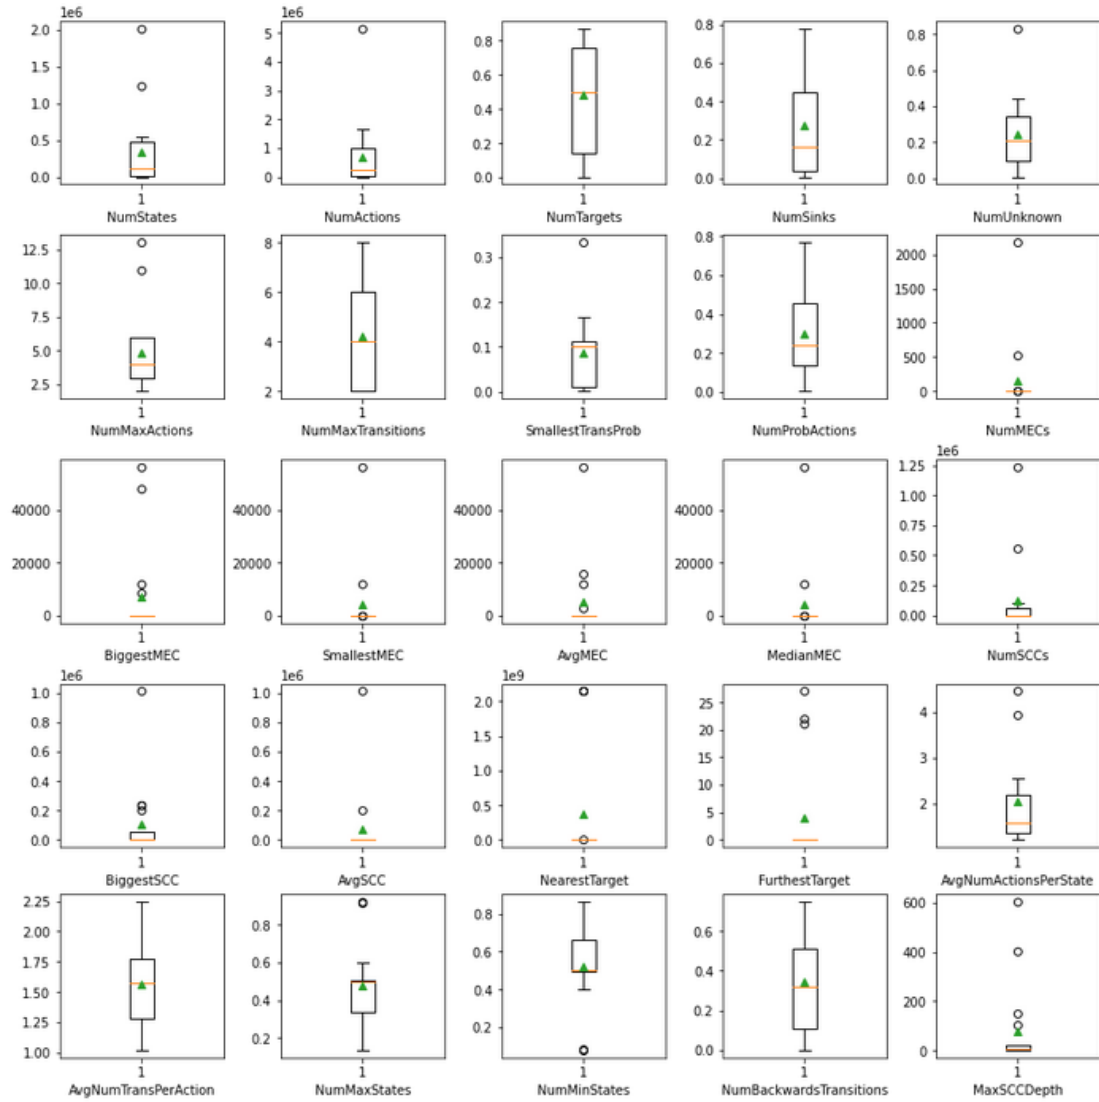 1e6 1e6
2.0 5 0.8 0.8 0.8
1.5 4 0.6 0.6 0.6
1.0 3 0.4 0.4 0.4
0.5 2 0.2 0.2 0.2
0.0 1 0.0 0.0 0.0
0
1 1 1 1 1
NumStates NumActions NumTargets NumSinks NumUnknown
12.5 8 0.3 0.8 2000
10.0 6 0.2 0.6 1500
7.5 4 0.1 0.4 1000
5.0 2 0.0 0.2 500
2.5 0.0 0
1 1 1 1 1
NumMaxActions NumMaxTransitions SmallestTransProb NumProbActions NumMECs
1e6
40000 40000 40000 40000 1.25
20000 20000 20000 20000 1.00
0 0 0 0 0.75
0.50
0.25
0.00
1 1 1 1 1
BiggestMEC SmallestMEC AvgMEC MedianMEC NumSCCs
1e6 1e6 1e9
1.0 1.0 2.0 25 4
0.8 0.8 1.5 20 3
0.6 0.6 1.0 15 2
0.4 0.4 0.5 10
0.2 0.2 0.0 5
0.0 0.0 0
1 1 1 1 1
BiggestSCC AvgSCC NearestTarget FurthestTarget AvgNumActionsPerState
2.25 0.8 0.8 0.6 600
2.00 0.6 0.6 0.4 400
1.75 0.4 0.4 0.2 200
1.50 0.2 0.2 0.0 0
1.25
1.00
1 1 1 1 1
AvgNumTransPerAction NumMaxStates NumMinStates NumBackwardsTransitions MaxSCCDepth